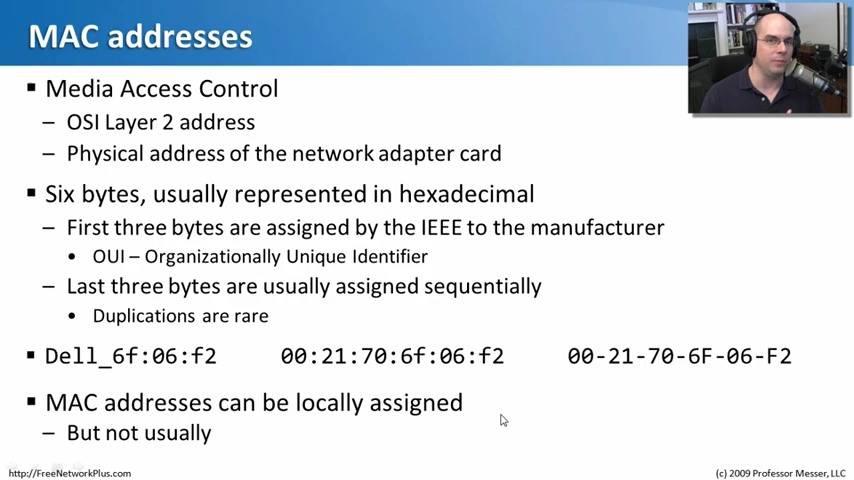 MAC addresses
▪ Media Access Control
– OSI Layer 2 address
– Physical address of the network adapter card
▪ Six bytes, usually represented in hexadecimal
– First three bytes are assigned by the IEEE to the manufacturer
• OUI – Organizationally Unique Identifier
– Last three bytes are usually assigned sequentially
• Duplications are rare
▪ Dell_6f:06:f2 00:21:70:6f:06:f2 00-21-70-6F-06-F2
▪ MAC addresses can be locally assigned
– But not usually
http://FreeNetworkPlus.com (c) 2009 Professor Messer, LLC